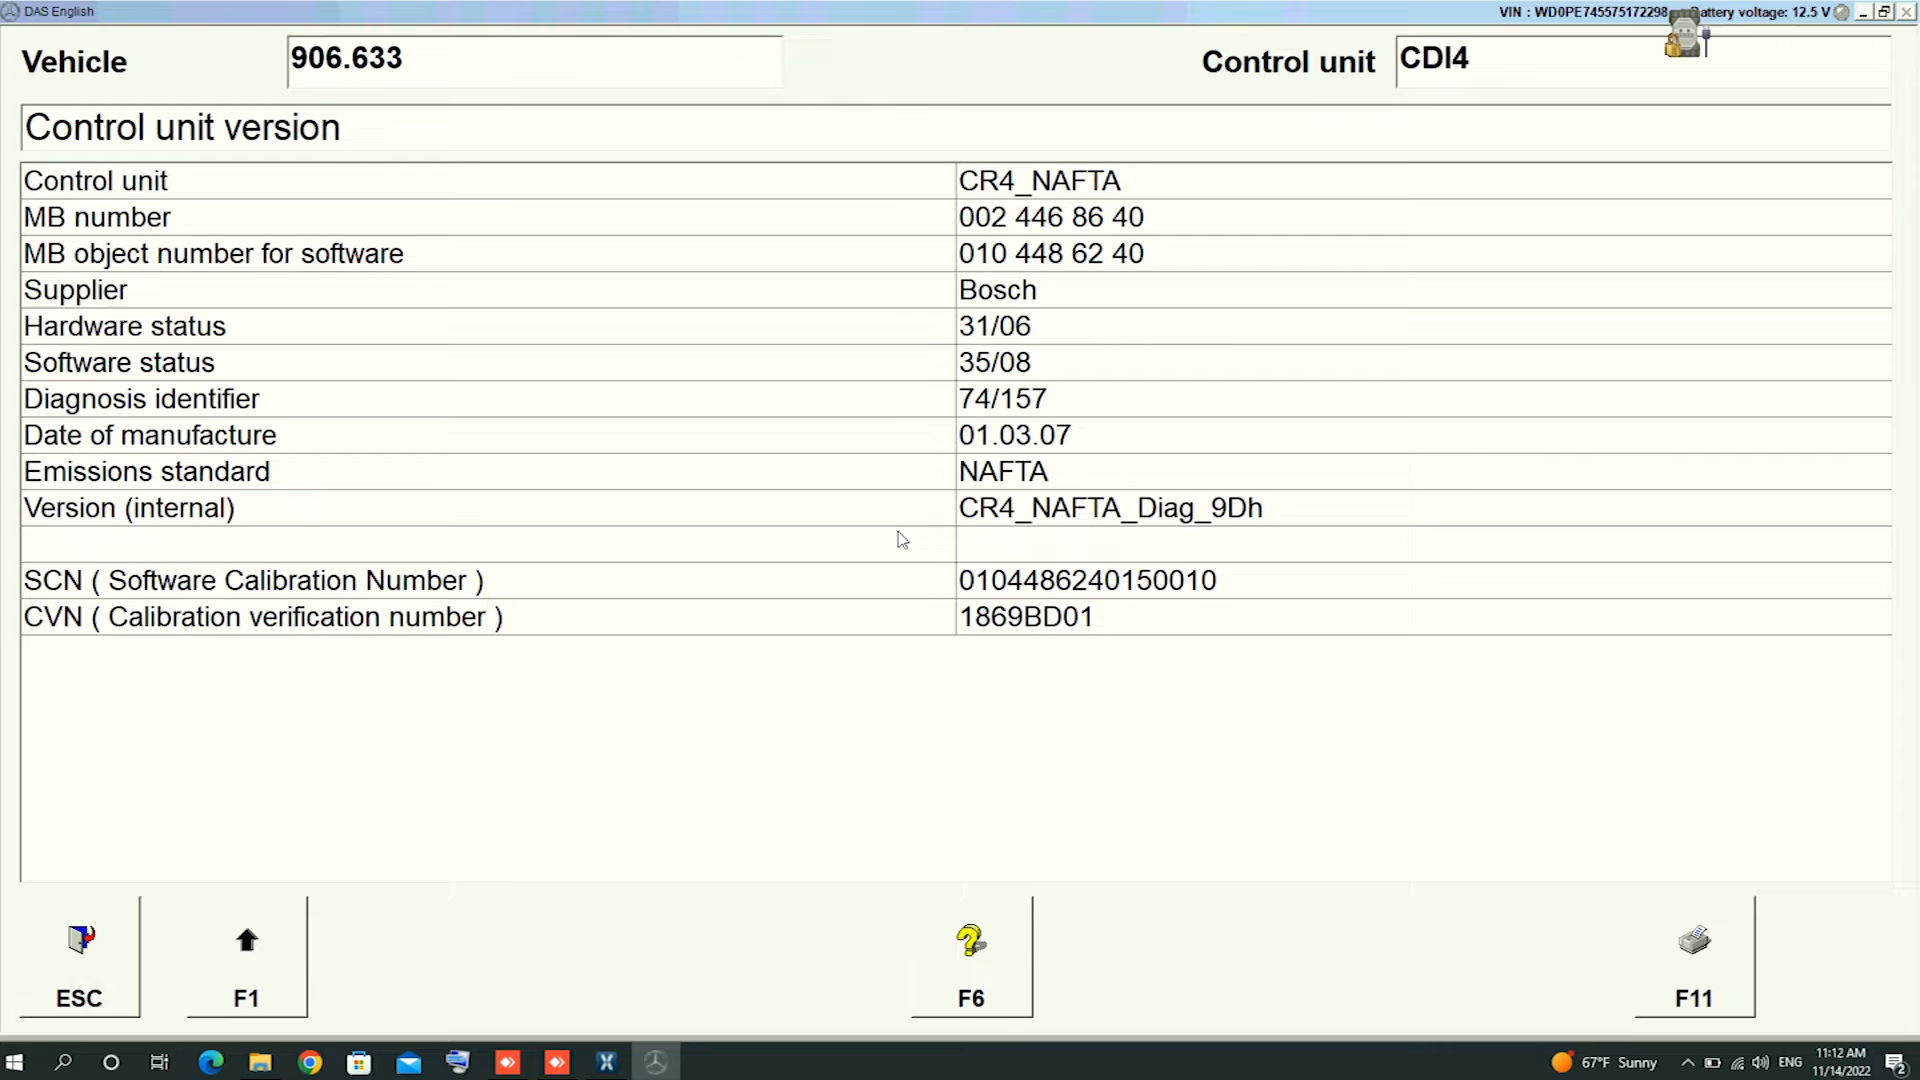 DAS English
VIN : WD0PE745575172298 Battery voltage: 12.5 V
Vehicle 906.633 Control unit CDI4
Control unit version
Control unit CR4_NAFTA
MB number 002 446 86 40
MB object number for software 010 448 62 40
Supplier Bosch
Hardware status 31/06
Software status 35/08
Diagnosis identifier 74/157
Date of manufacture 01.03.07
Emissions standard NAFTA
Version (internal) CR4_NAFTA_Diag_9Dh
SCN ( Software Calibration Number ) 0104486240150010
CVN ( Calibration verification number ) 1869BD01
ESC F1 F6 F11
67°F Sunny ENG 11:12 AM
11/14/2022 2